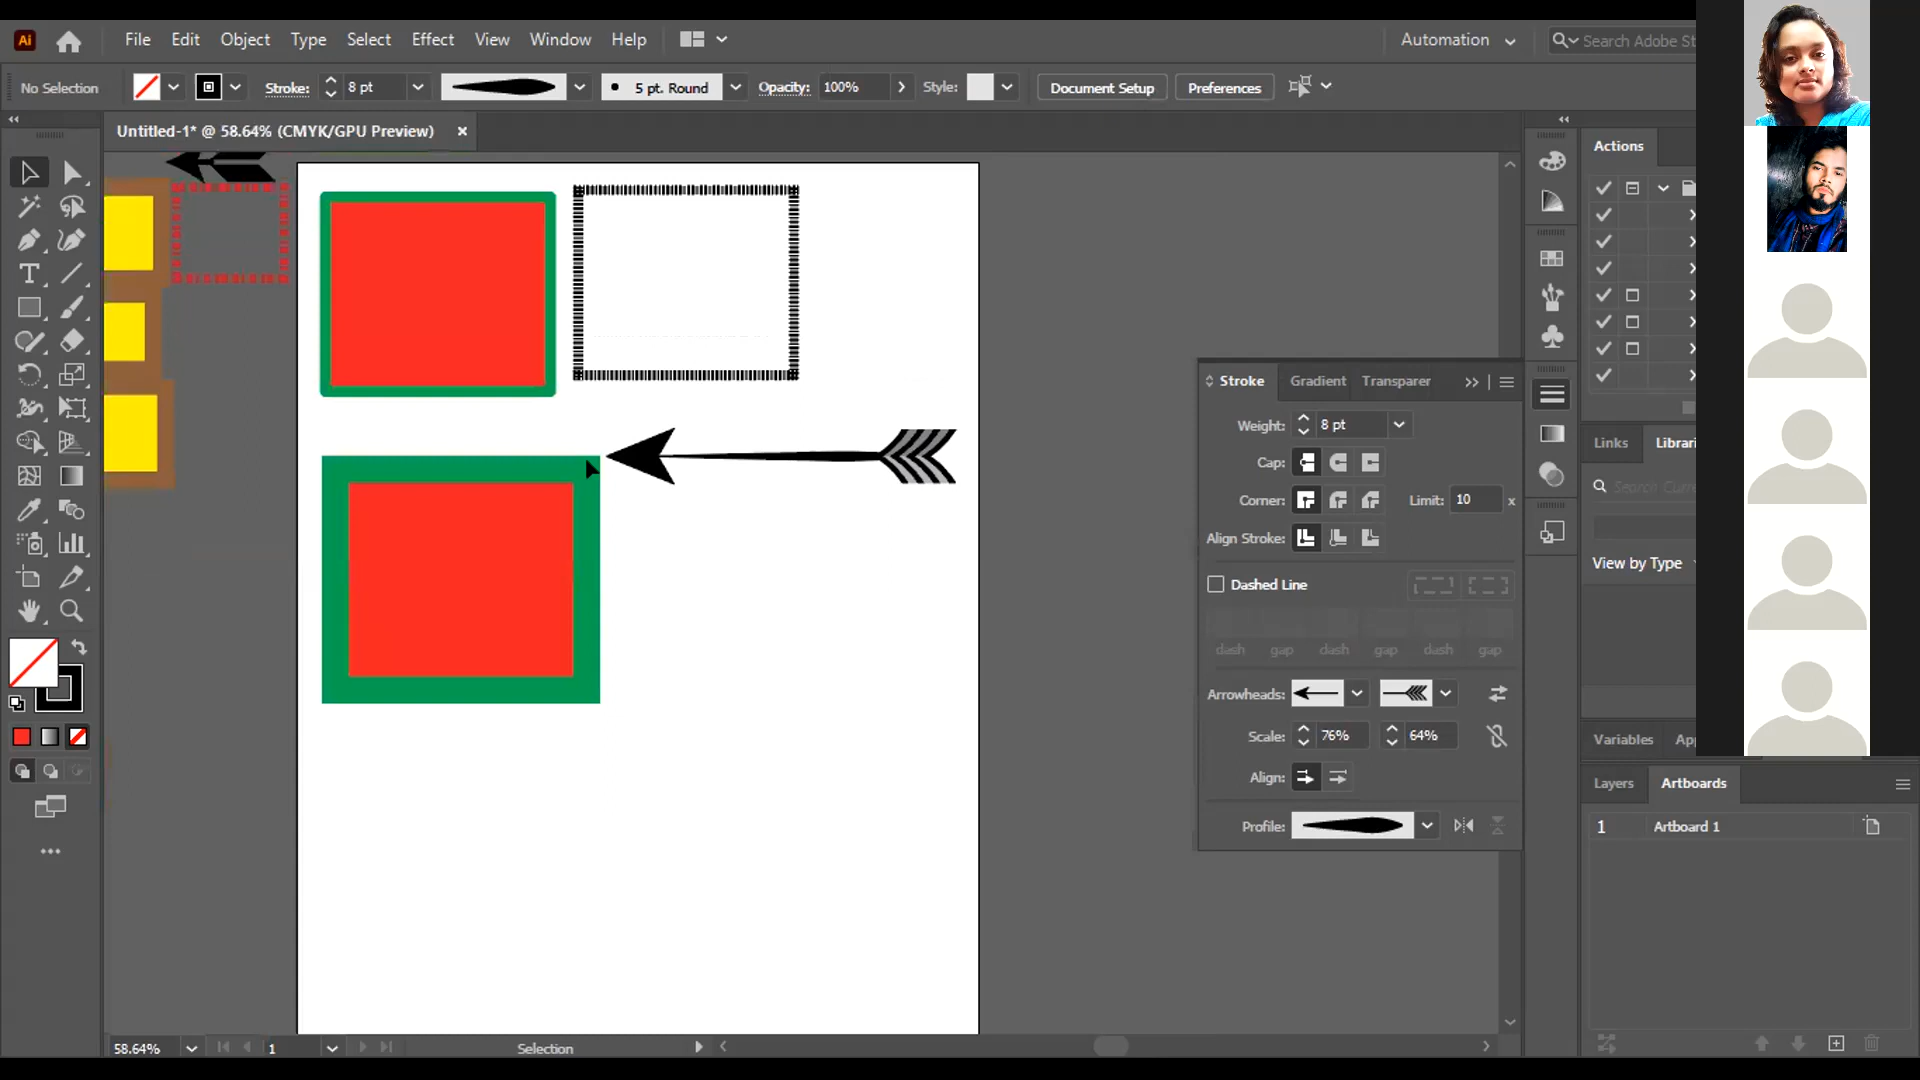 Ai File Edit Object Type Select Effect View Window Help Automation Search Adobe St
No Selection Stroke: 8 pt 5 pt. Round Opacity: 100% Style: Document Setup Preferences
Untitled-1* @ 58.64% (CMYK/GPU Preview) ×
Actions
Stroke Gradient Transparer
Weight: 8 pt
Cap:
Corner: Limit: 10 x
Align Stroke:
Dashed Line
dash gap dash gap dash gap
Arrowheads:
Scale: 76% 64%
Align:
Profile:
Links Librari
Search Curre
View by Type
Variables Ap
Layers Artboards
1 Artboard 1
58.64% 1 Selection